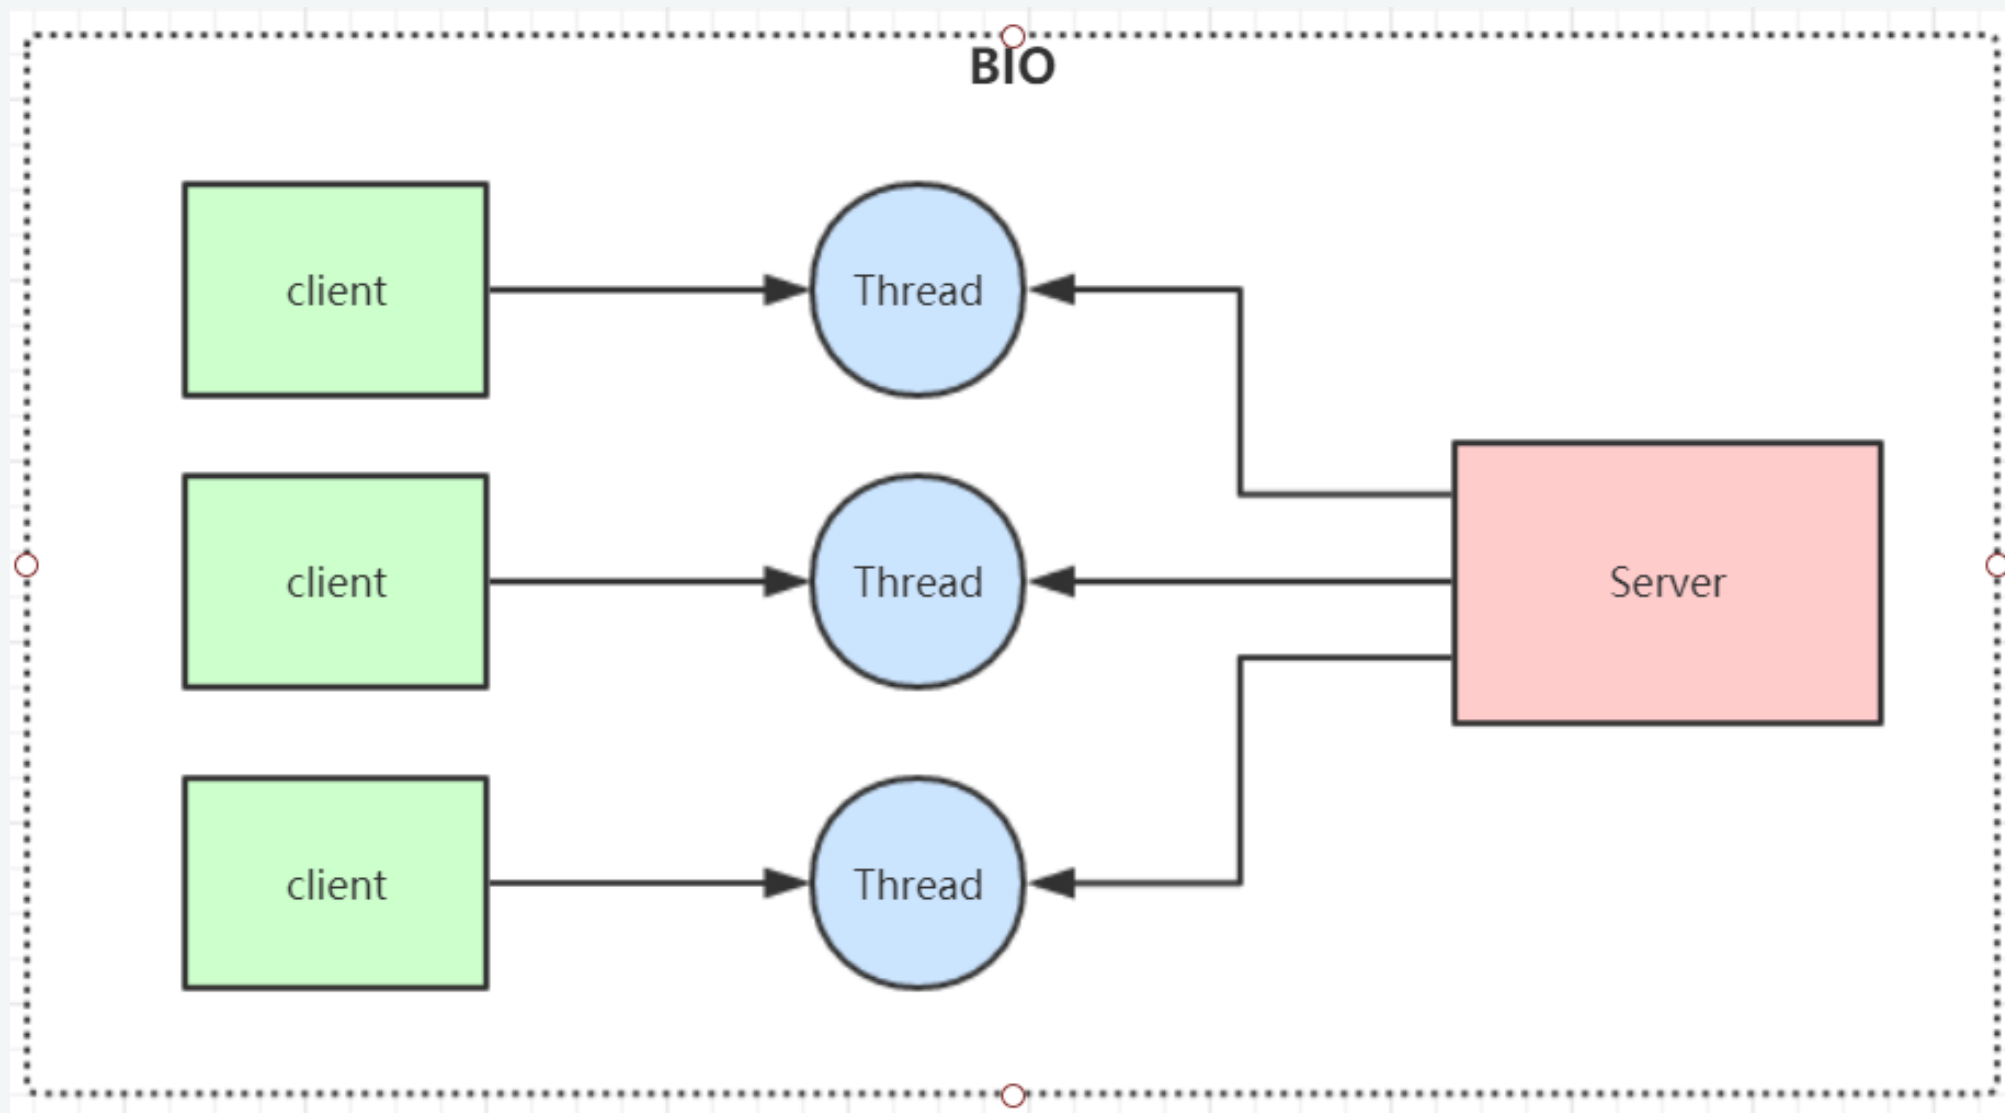 BIO
client
Thread
client
Thread
Server
client
Thread